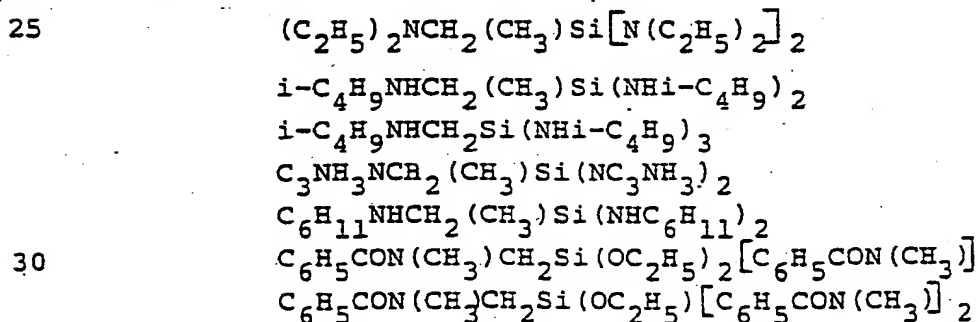 25 (C₂H₅)₂NCH₂(CH₃)Si[N(C₂H₅)₂]₂
i-C₄H₉NHCH₂(CH₃)Si(NHi-C₄H₉)₂
i-C₄H₉NHCH₂Si(NHi-C₄H₉)₃
C₃NH₃NCH₂(CH₃)Si(NC₃NH₃)₂
C₆H₁₁NHCH₂(CH₃)Si(NHC₆H₁₁)₂
30 C₆H₅CON(CH₃)CH₂Si(OC₂H₅)₂[C₆H₅CON(CH₃)]
C₆H₅CON(CH₃)CH₂Si(OC₂H₅)[C₆H₅CON(CH₃)]₂